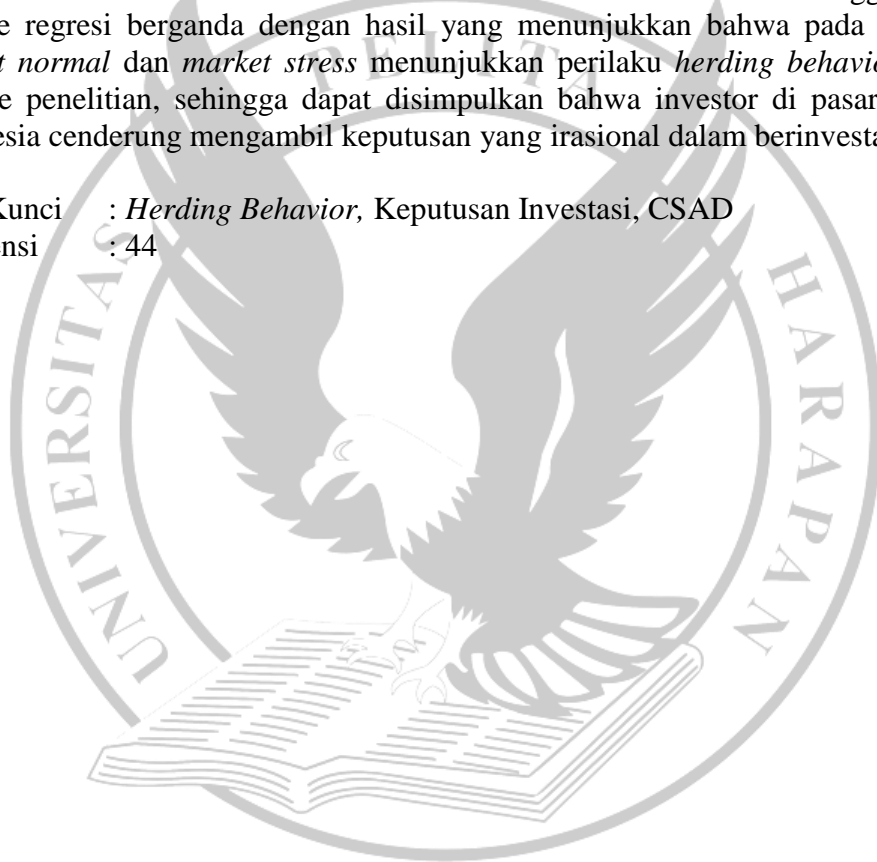 e regresi berganda dengan hasil yang menunjukkan bahwa pada
t normal dan market stress menunjukkan perilaku herding behavio
e penelitian, sehingga dapat disimpulkan bahwa investor di pasar
esia cenderung mengambil keputusan yang irasional dalam berinvesta
Kunci : Herding Behavior, Keputusan Investasi, CSAD
ensi : 44
UNIVERSITAS PELITA HARAPAN